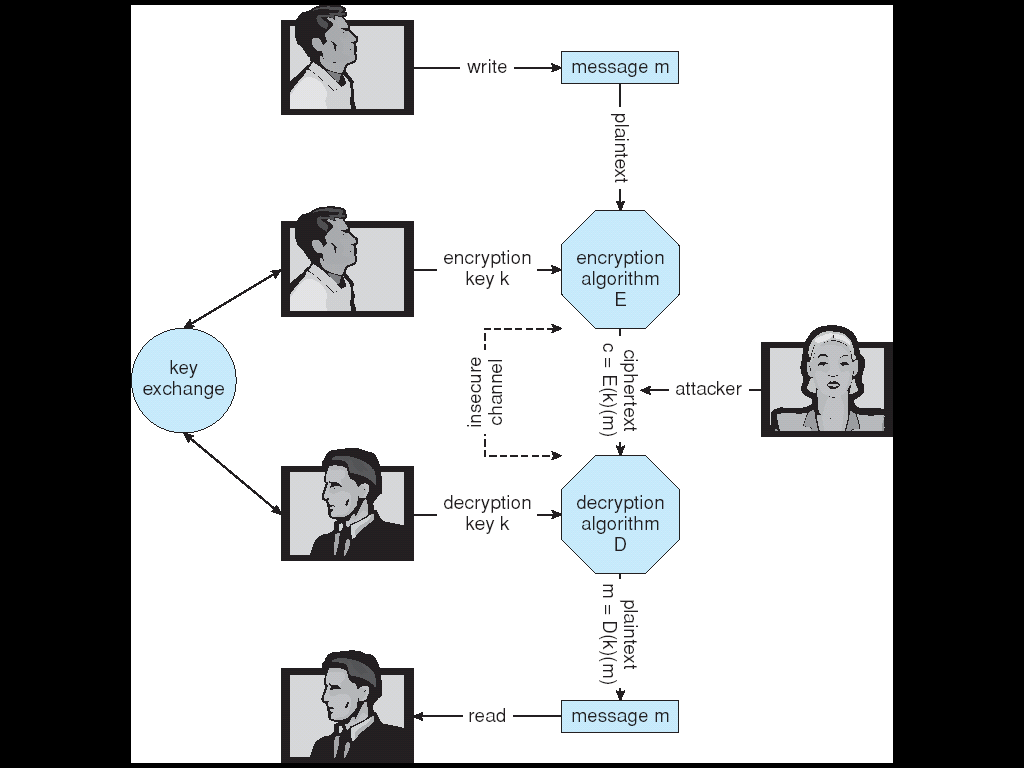 write
message m
plaintext
encryption
key k
encryption
algorithm
E
key
exchange
insecure
channel
ciphertext
c = E(k)(m)
attacker
decryption
key k
decryption
algorithm
D
plaintext
m = D(k)(m)
read
message m